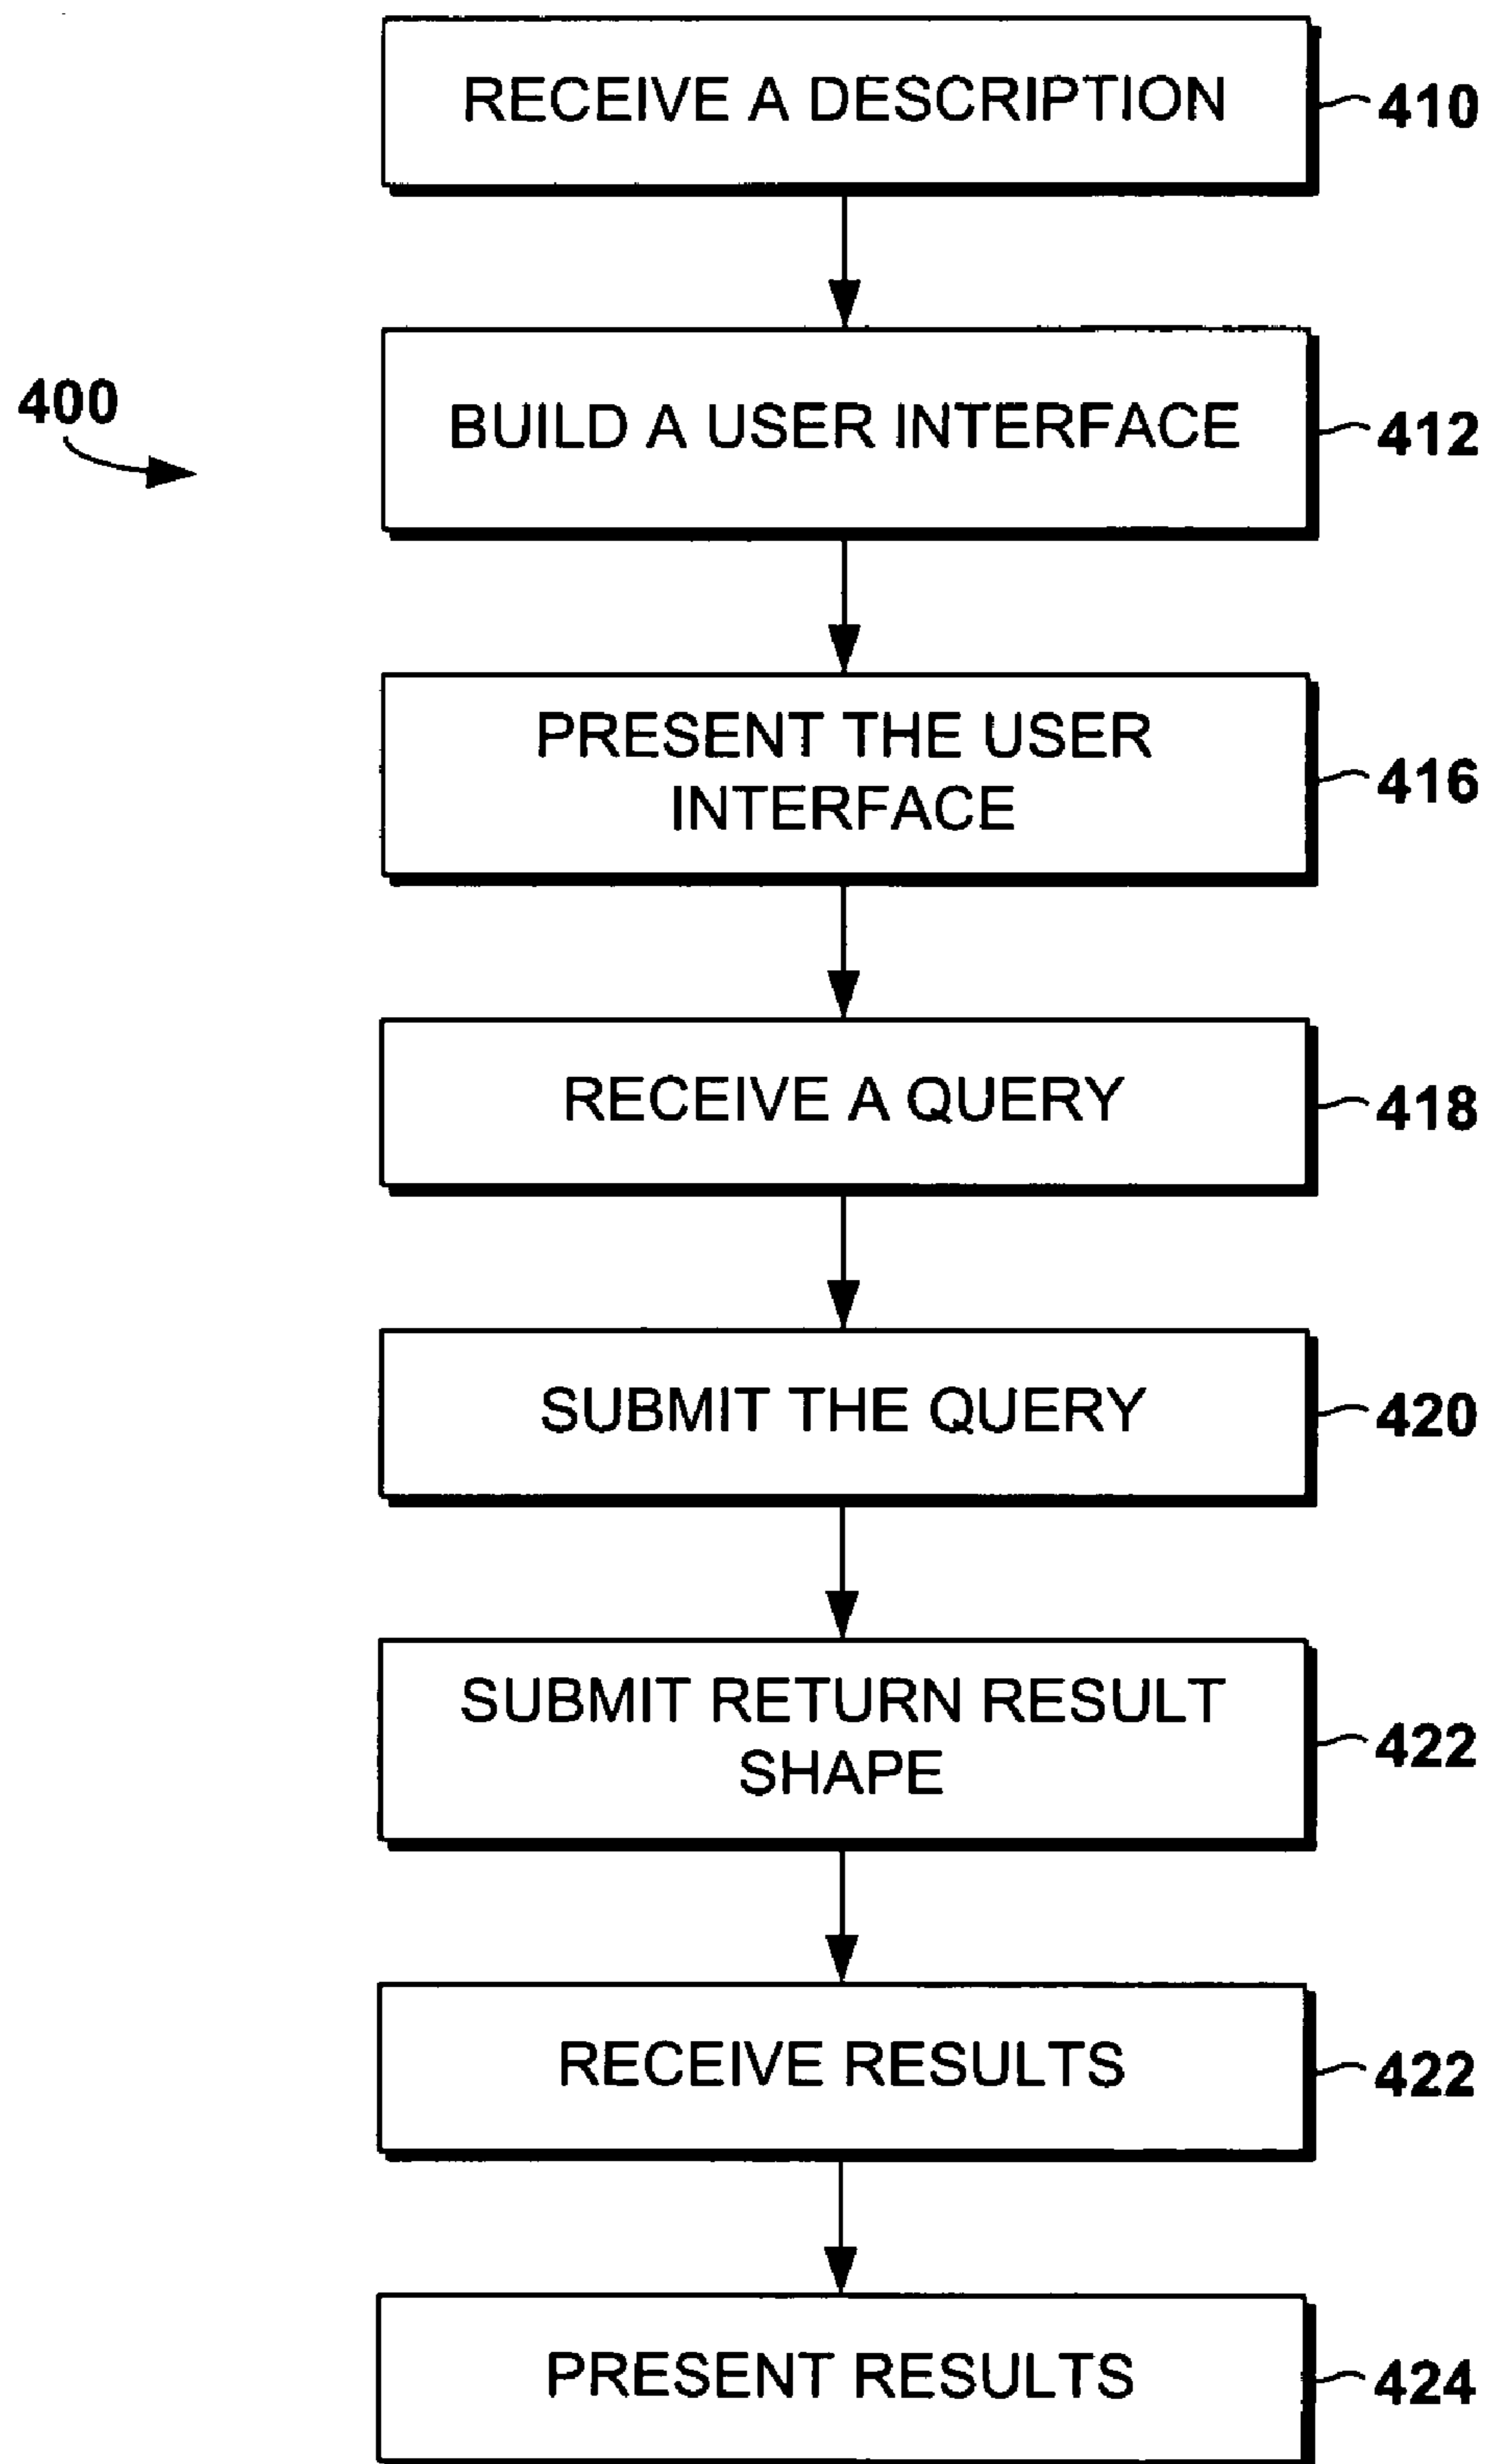 RECEIVE A DESCRIPTION
410
400
BUILD A USER INTERFACE
412
PRESENT THE USER
INTERFACE
416
RECEIVE A QUERY
418
SUBMIT THE QUERY
420
SUBMIT RETURN RESULT
SHAPE
422
RECEIVE RESULTS
422
PRESENT RESULTS
424